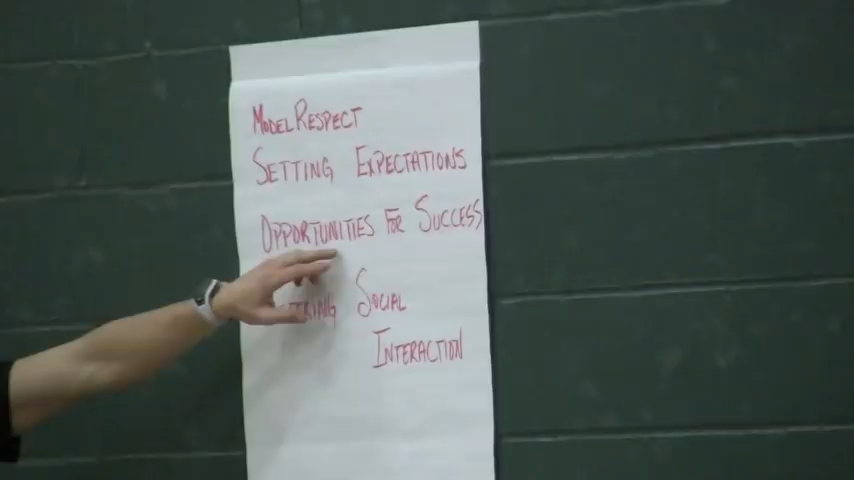 Model Respect
Setting Expectations
Opportunities for Success
Social
Interaction